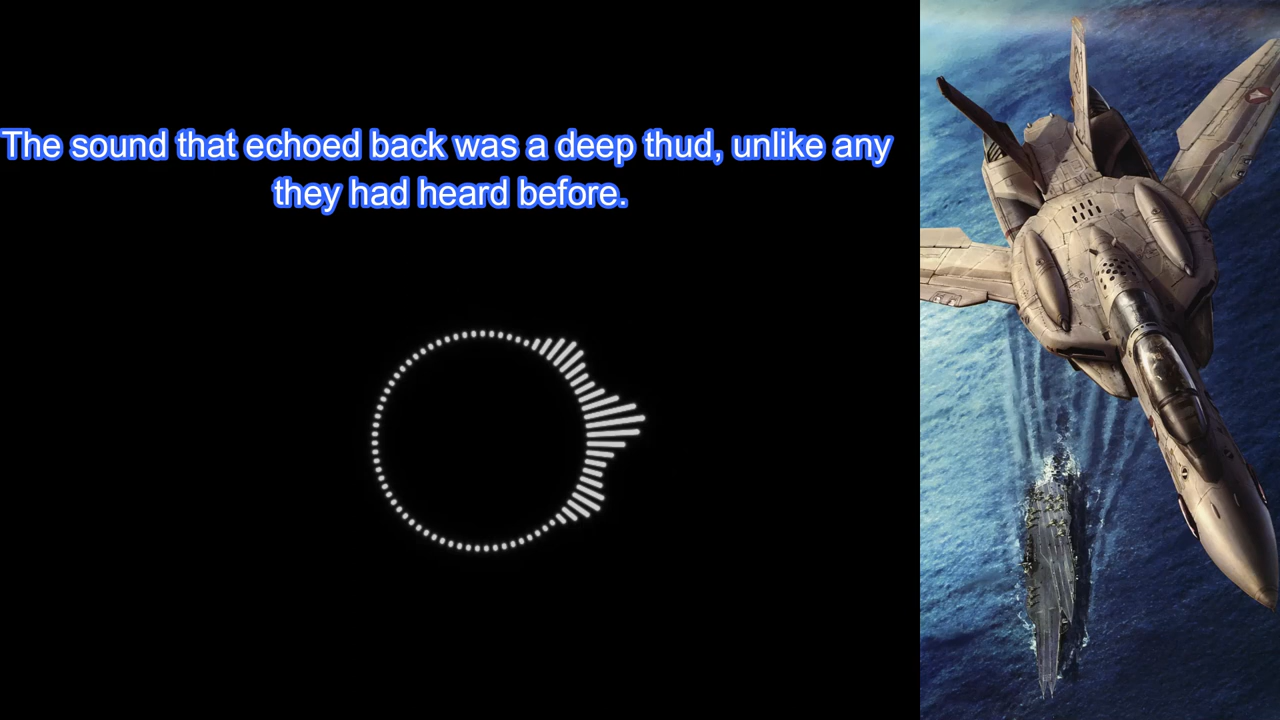 The sound that echoed back was a deep thud, unlike any
they had heard before.